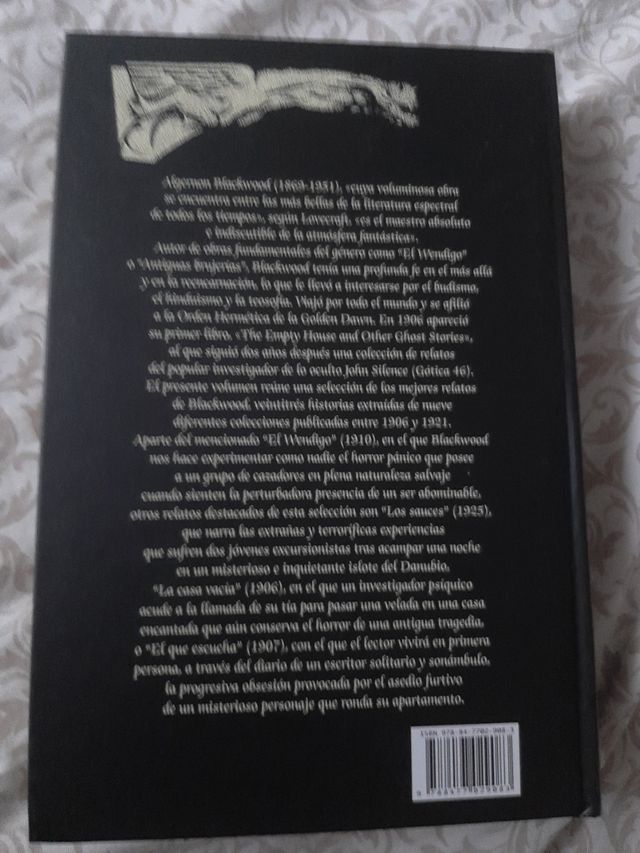 Algernon Blackwood (1869-1951), «cuya voluminosa obra
se encuentra entre las más bellas de la literatura espectral
de todos los tiempos», según Lovecraft, «es el maestro absoluto
e indiscutible de la atmósfera fantástica».
Autor de obras fundamentales del género como "El Wendigo"
o "Antiguas brujerías", Blackwood tenía una profunda fe en el más allá
y en la reencarnación, lo que le llevó a interesarse por el budismo,
el hinduismo y la teosofía. Viajó por todo el mundo y se afilió
a la Orden Hermética de la Golden Dawn. En 1906 apareció
su primer libro, «The Empty House and Other Ghost Stories»,
al que siguió dos años después una colección de relatos
del popular investigador de lo oculto John Silence (Gótica 46).
El presente volumen reúne una selección de los mejores relatos
de Blackwood, veintitrés historias extraídas de nueve
diferentes colecciones publicadas entre 1906 y 1921.
Aparte del mencionado "El Wendigo" (1910), en el que Blackwood
nos hace experimentar como nadie el horror pánico que posee
a un grupo de cazadores en plena naturaleza salvaje
cuando sienten la perturbadora presencia de un ser abominable,
otros relatos destacados de esta selección son "Los sauces" (1925),
que narra las extrañas y terroríficas experiencias
que sufren dos jóvenes excursionistas tras acampar una noche
en un misterioso e inquietante islote del Danubio,
"La casa vacía" (1906), en el que un investigador psíquico
acude a la llamada de su tía para pasar una velada en una casa
encantada que aún conserva el horror de una antigua tragedia,
o "El que escucha" (1907), con el que el lector vivirá en primera
persona, a través del diario de un escritor solitario y sonámbulo,
la progresiva obsesión provocada por el asedio furtivo
de un misterioso personaje que ronda su apartamento.
ISBN 978-84-7702-908-3
9 788477 029083